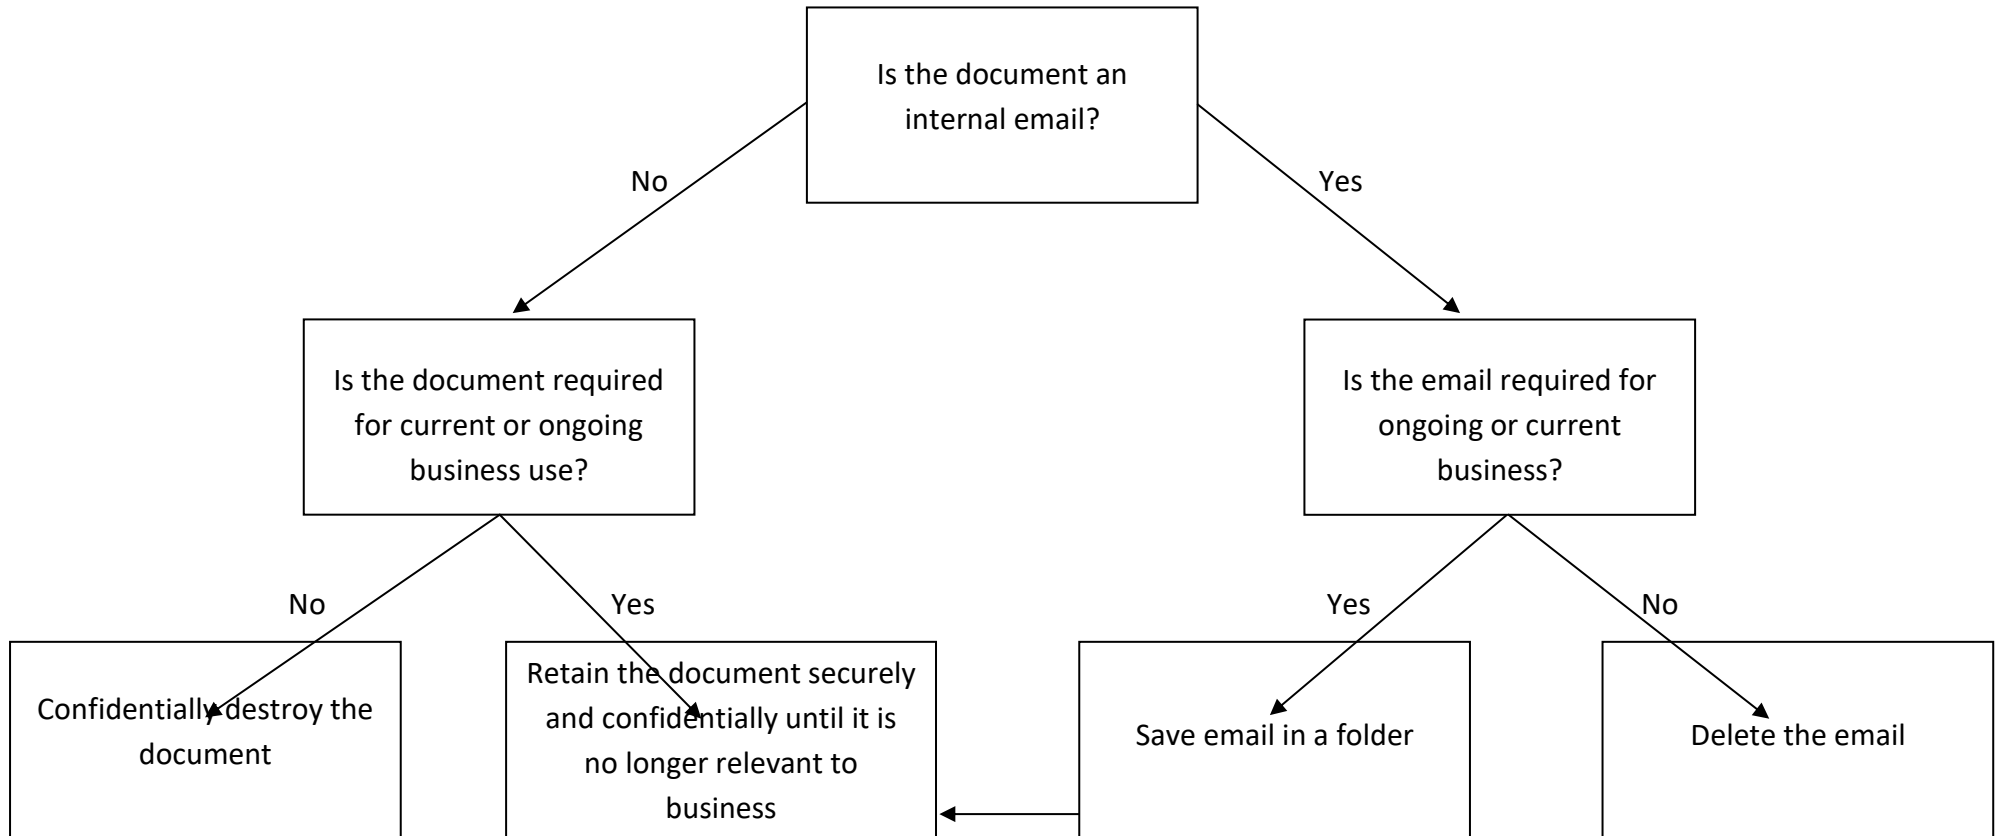 Is the document an
internal email?
No
Yes
Is the document required
for current or ongoing
business use?
Is the email required for
ongoing or current
business?
No
Yes
Yes
No
Confidentially destroy the
document
Retain the document securely
and confidentially until it is
no longer relevant to
business
Save email in a folder
Delete the email